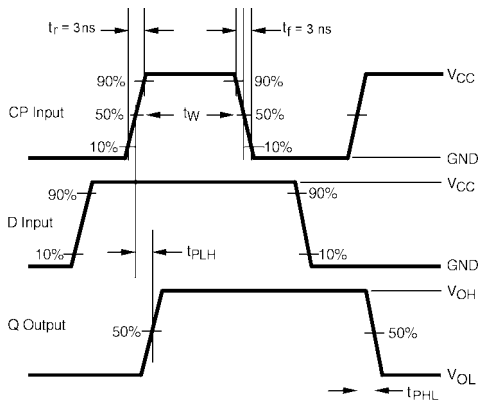 tr = 3ns
tf = 3 ns
VCC
90%
90%
CP Input
50%
tW
50%
10%
10%
GND
VCC
90%
90%
D Input
10%
tPLH
10%
GND
VOH
Q Output
50%
50%
VOL
tPHL